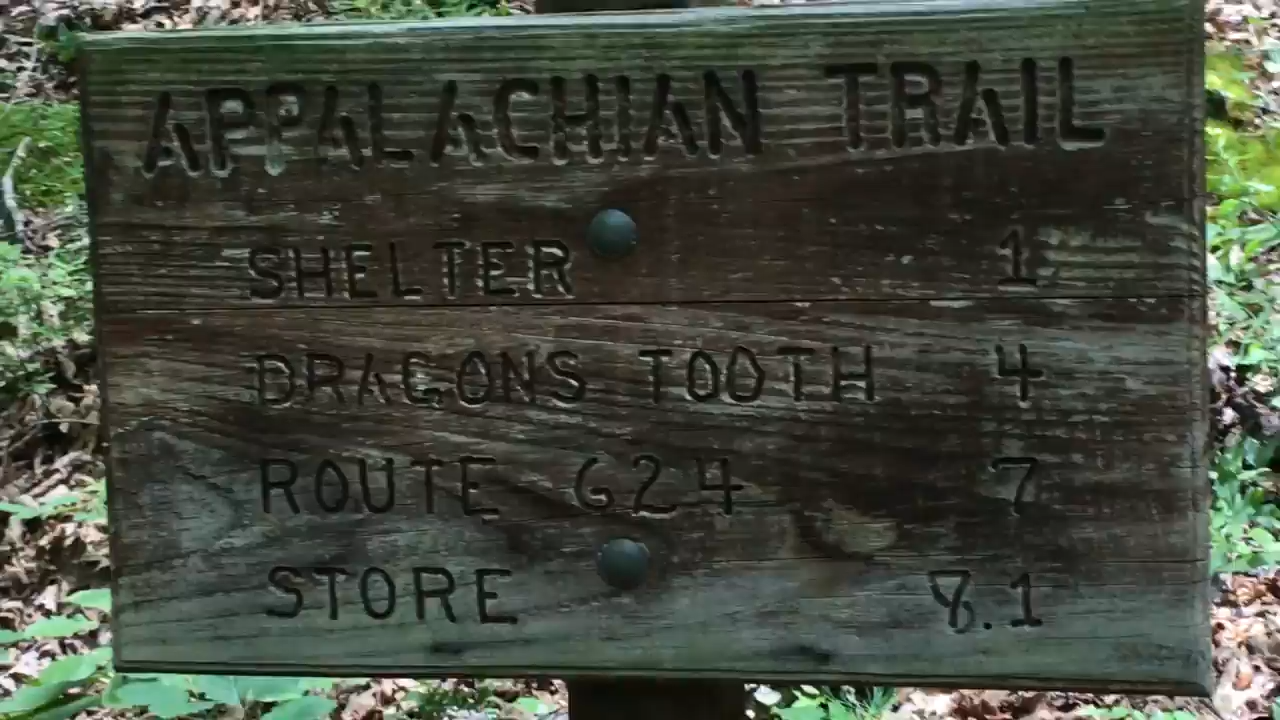 APPALACHIAN TRAIL
SHELTER 1
DRAGONS TOOTH 4
ROUTE 624 7
STORE 8.1